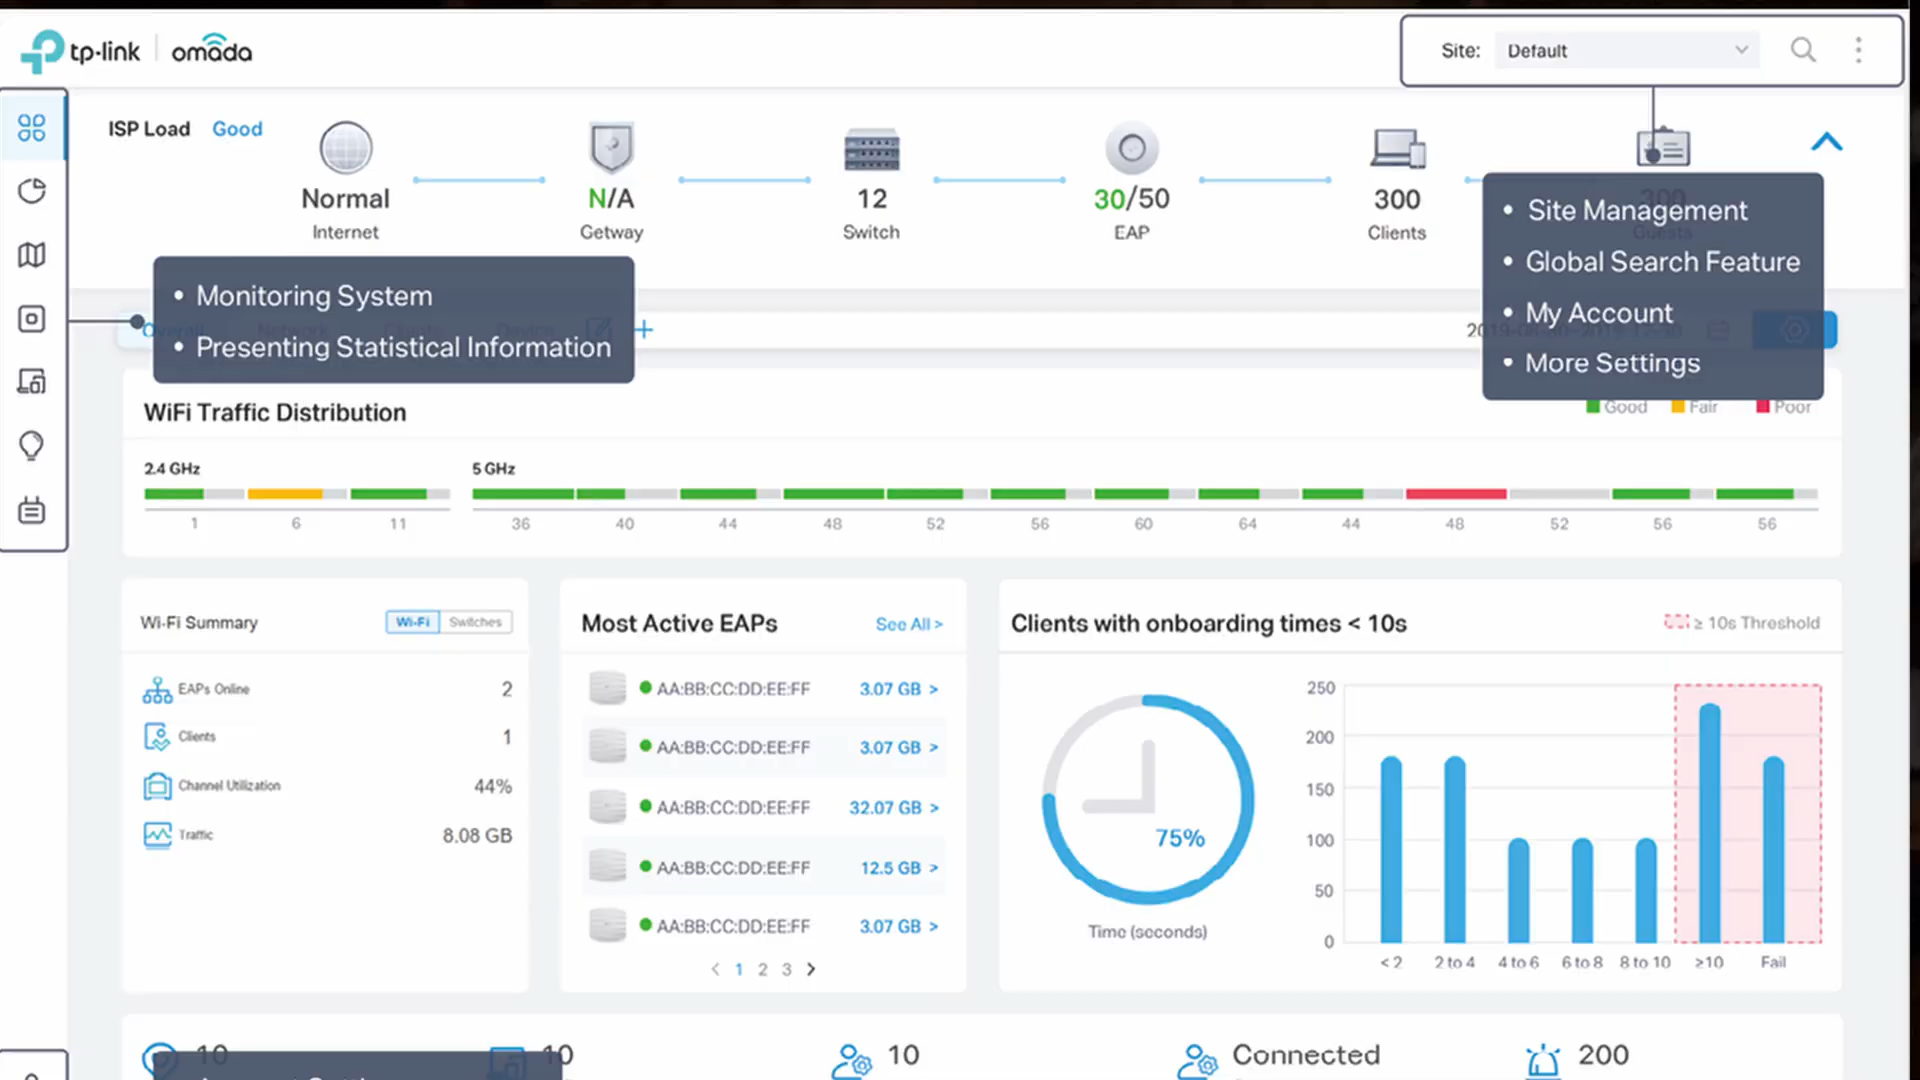 tp-link | omada
Site: Default
ISP Load Good
Normal
Internet
N/A
Getway
12
Switch
30/50
EAP
300
Clients
300
Guests
• Site Management
• Global Search Feature
• My Account
• More Settings
• Monitoring System
• Presenting Statistical Information
Overall Network Clients Device
WiFi Traffic Distribution
Good Fair Poor
2.4 GHz 5 GHz
1 6 11 36 40 44 48 52 56 60 64 44 48 52 56 56
Wi-Fi Summary
Wi-Fi Switches
EAPs Online 2
Clients 1
Channel Utilization 44%
Traffic 8.08 GB
Most Active EAPs See All >
AA:BB:CC:DD:EE:FF 3.07 GB >
AA:BB:CC:DD:EE:FF 3.07 GB >
AA:BB:CC:DD:EE:FF 32.07 GB >
AA:BB:CC:DD:EE:FF 12.5 GB >
AA:BB:CC:DD:EE:FF 3.07 GB >
< 1 2 3 >
Clients with onboarding times < 10s
≥ 10s Threshold
75%
Time (seconds)
250
200
150
100
50
0
< 2 2 to 4 4 to 6 6 to 8 8 to 10 ≥10 Fail
10 10 10 Connected 200